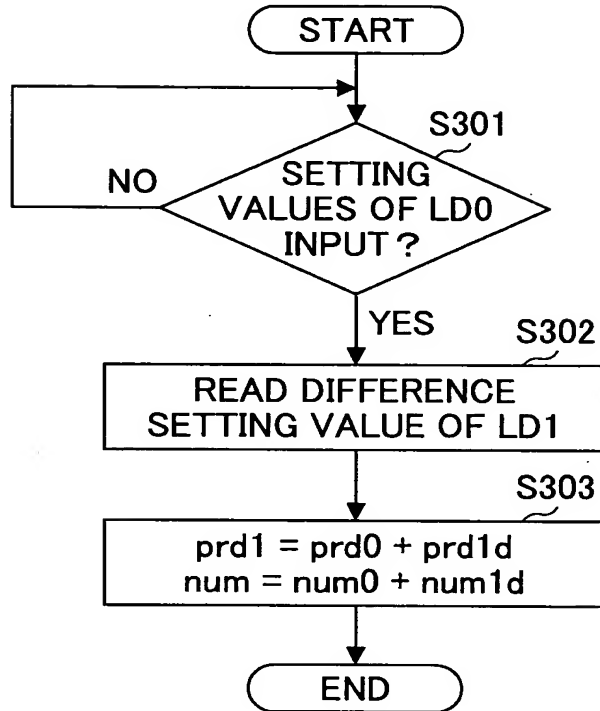 START
S301
NO
SETTING
VALUES OF LD0
INPUT ?
YES
S302
READ DIFFERENCE
SETTING VALUE OF LD1
S303
prd1 = prd0 + prd1d
num = num0 + num1d
END